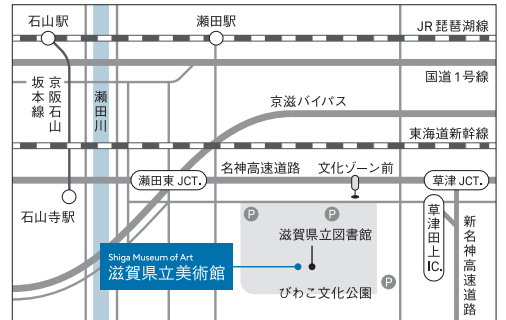 石山駅
瀬田駅
JR琵琶湖線
国道1号線
京阪石山
坂本線
瀬田川
京滋バイパス
東海道新幹線
瀬田東 JCT.
名神高速道路
文化ゾーン前
草津 JCT.
石山寺駅
P
P
草津田上IC.
新名神高速道路
滋賀県立図書館
Shiga Museum of Art
滋賀県立美術館
P
びわこ文化公園